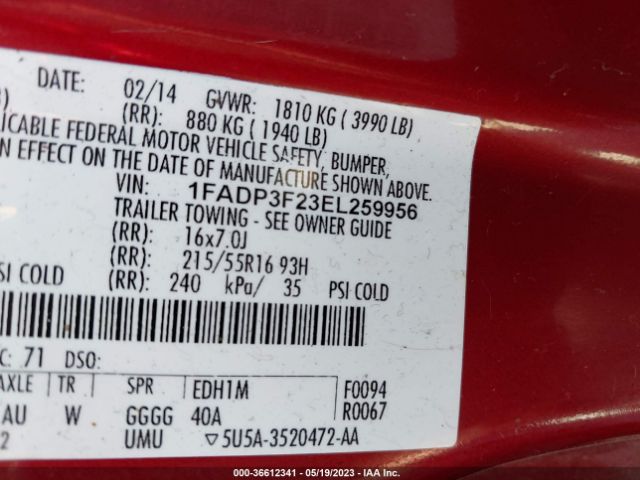 DATE: 02/14 GVWR: 1810 KG ( 3990 LB)
(RR): 880 KG ( 1940 LB)
ICABLE FEDERAL MOTOR VEHICLE SAFETY, BUMPER,
N EFFECT ON THE DATE OF MANUFACTURE SHOWN ABOVE.
VIN: 1FADP3F23EL259956
TRAILER TOWING - SEE OWNER GUIDE
(RR): 16x7.0J
(RR): 215/55R16 93H
PSI COLD (RR): 240 kPa/ 35 PSI COLD
C: 71 DSO:
AXLE TR SPR EDH1M F0094
AU W GGGG 40A R0067
2 UMU ▽5U5A-3520472-AA
000-36612341 / 05/19/2023 / IAA Inc.